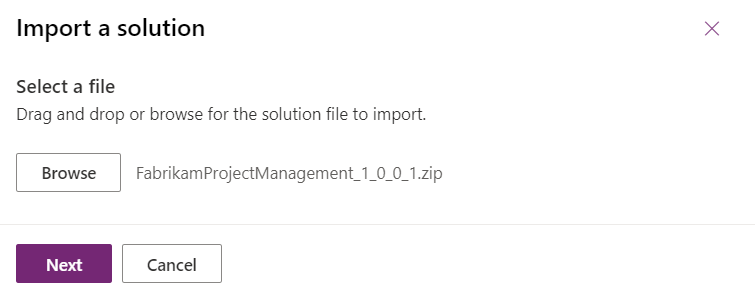 Import a solution
Select a file
Drag and drop or browse for the solution file to import.
Browse FabrikamProjectManagement_1_0_0_1.zip
Next Cancel